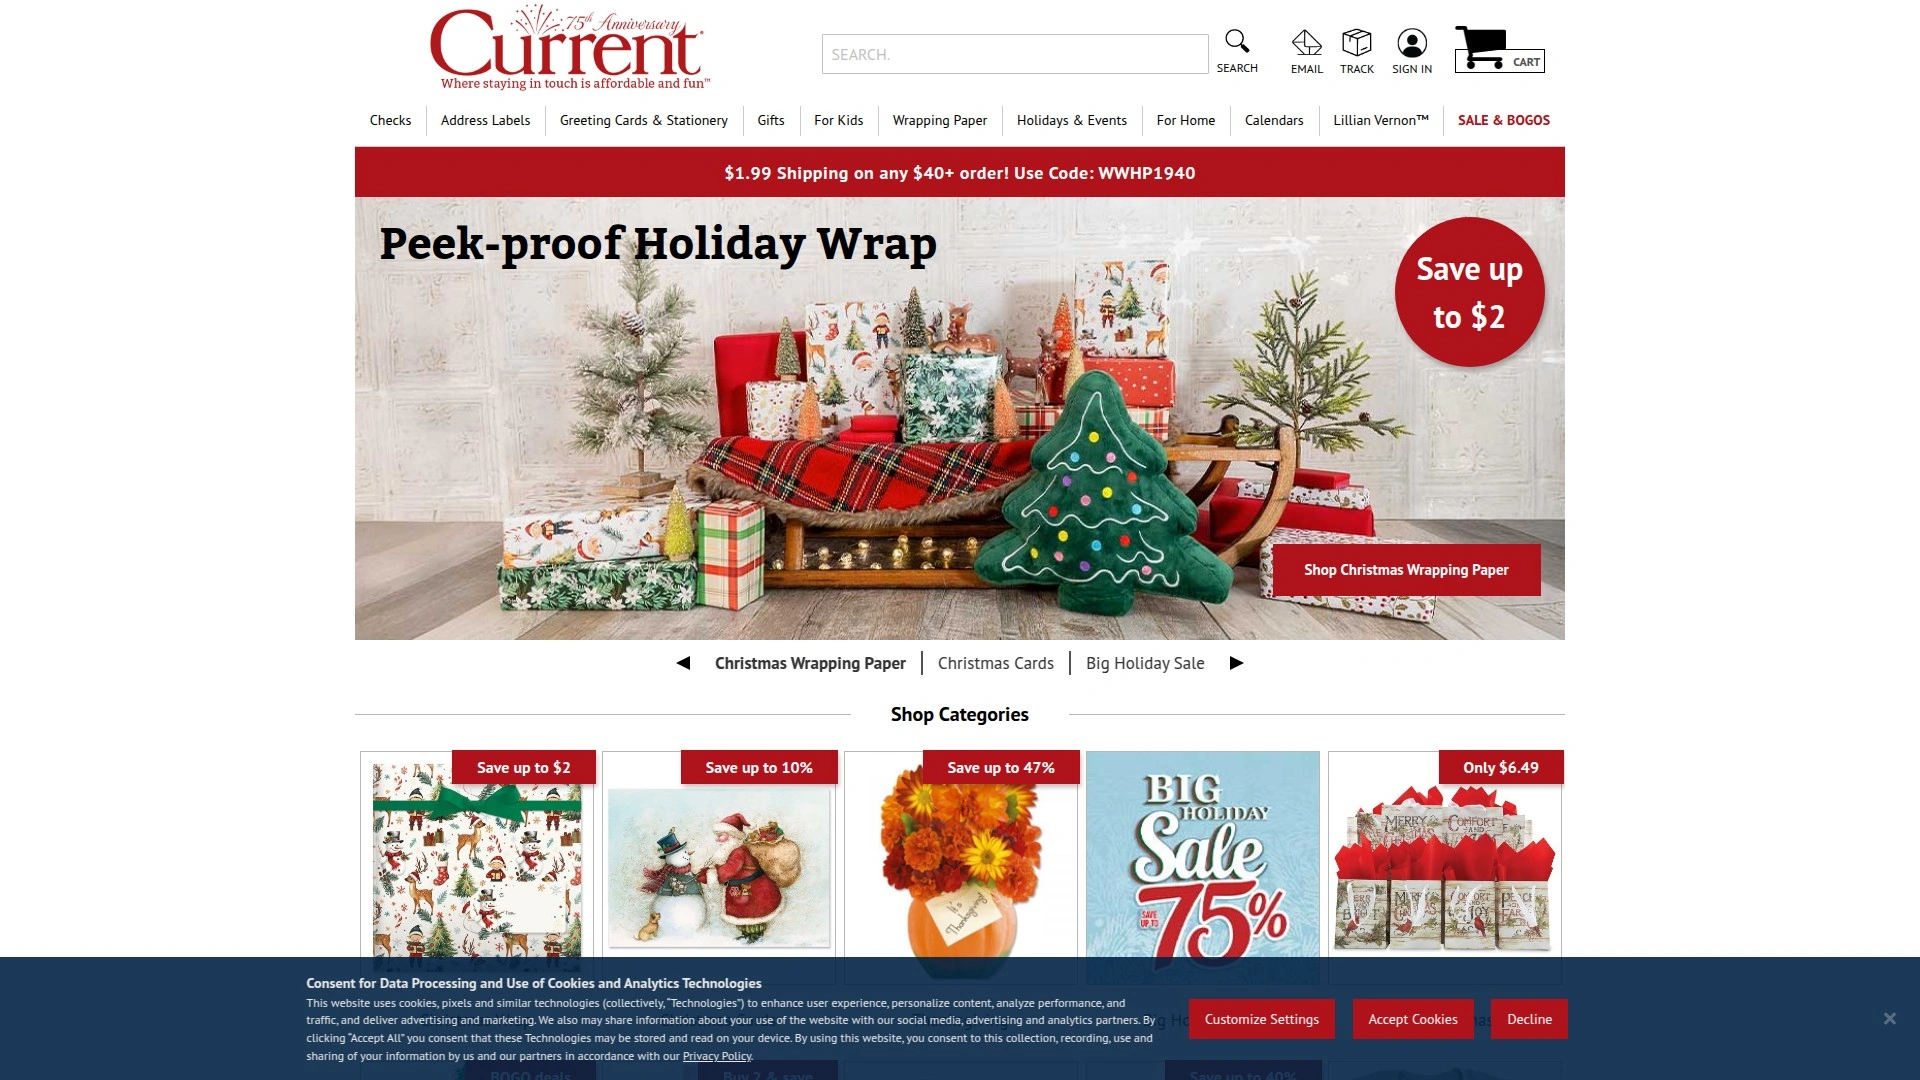 75th Anniversary
Current
Where staying in touch is affordable and fun™
SEARCH.
SEARCH
EMAIL
TRACK
SIGN IN
CART
Checks
Address Labels
Greeting Cards & Stationery
Gifts
For Kids
Wrapping Paper
Holidays & Events
For Home
Calendars
Lillian Vernon™
SALE & BOGOS
$1.99 Shipping on any $40+ order! Use Code: WWHP1940
Peek-proof Holiday Wrap
Save up
to $2
Shop Christmas Wrapping Paper
Christmas Wrapping Paper
Christmas Cards
Big Holiday Sale
Shop Categories
Save up to $2
Save up to 10%
Save up to 47%
It's
Thanksgiving
BIG
HOLIDAY
Sale
SAVE
UP TO
75%
Only $6.49
MERRY
COMFORT
AND
MERRY
COMFORT
JOY
Consent for Data Processing and Use of Cookies and Analytics Technologies
This website uses cookies, pixels and similar technologies (collectively, “Technologies”) to enhance user experience, personalize content, analyze performance, and
traffic, and deliver advertising and marketing. We also may share information about your use of the website with our social media, advertising and analytics partners. By
clicking “Accept All” you consent that these Technologies may be stored and read on your device. By using this website, you consent to this collection, recording, use and
sharing of your information by us and our partners in accordance with our Privacy Policy.
Customize Settings
Accept Cookies
Decline
BOGO deals
Buy 2 & save
Save up to 40%